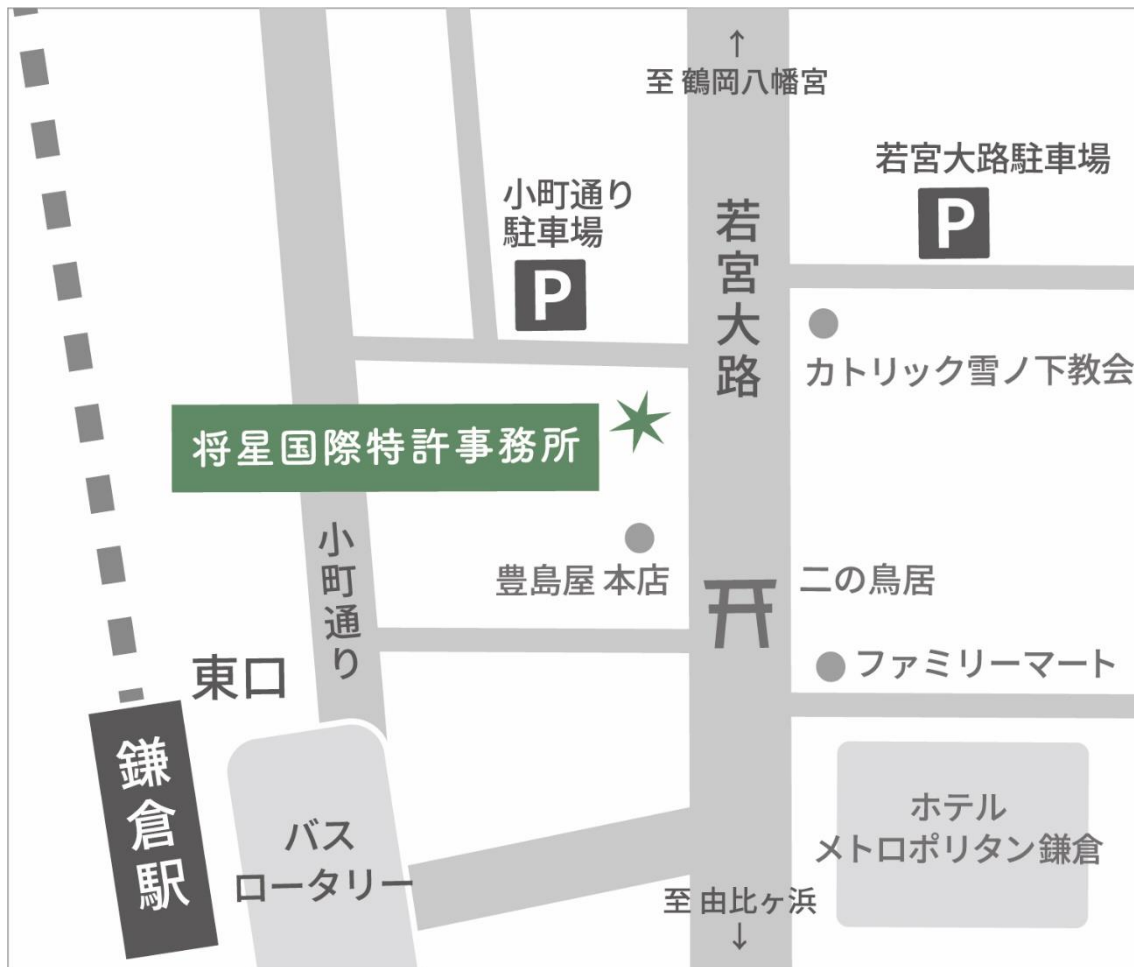 ↑
至 鶴岡八幡宮
若宮大路駐車場
P
小町通り
駐車場
P
若宮大路
カトリック雪ノ下教会
将星国際特許事務所
小町通り
豊島屋 本店
二の鳥居
ファミリーマート
東口
鎌倉駅
バス
ロータリー
ホテル
メトロポリタン鎌倉
至 由比ヶ浜
↓